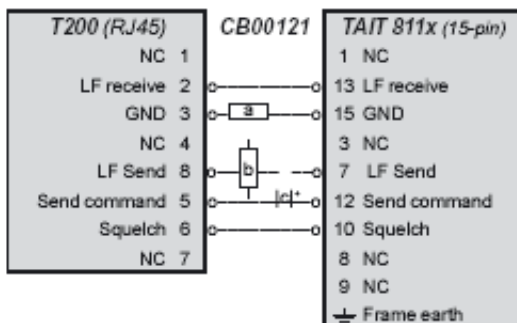 T200 (RJ45) CB00121 TAIT 811x (15-pin)
NC 1 1 NC
LF receive 2 13 LF receive
GND 3 a 15 GND
NC 4 3 NC
LF Send 8 b 7 LF Send
Send command 5 |c|+ 12 Send command
Squelch 6 10 Squelch
NC 7 8 NC
9 NC
Frame earth